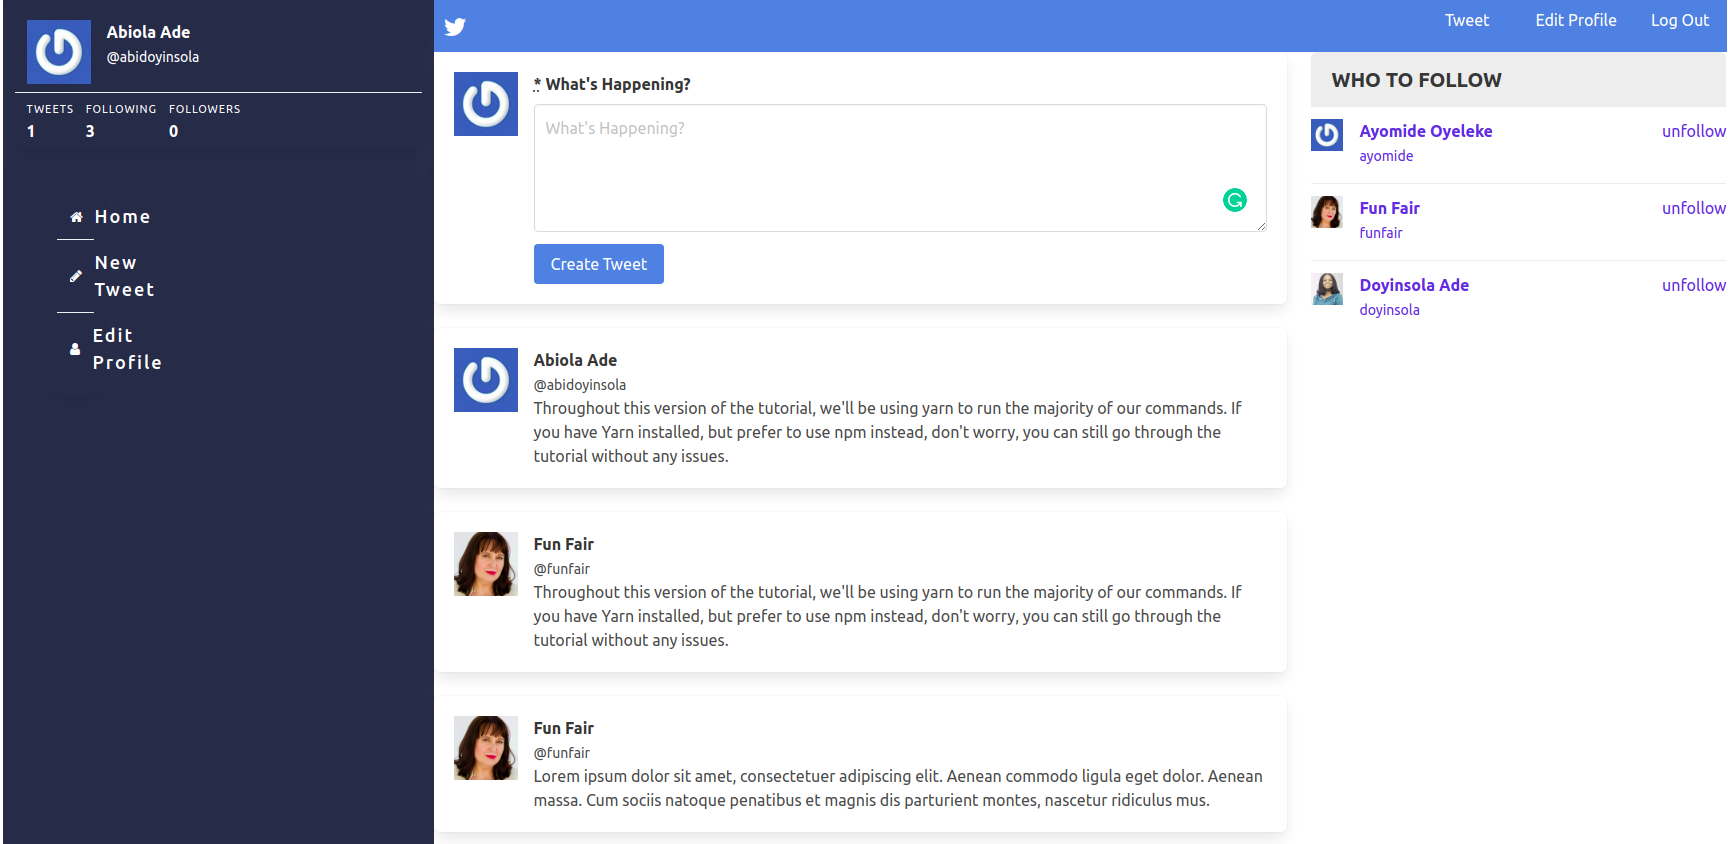 Abiola Ade
@abidoyinsola
TWEETS FOLLOWING FOLLOWERS
1 3 0
Home
New
Tweet
Edit
Profile
Tweet Edit Profile Log Out
* What's Happening?
What's Happening?
Create Tweet
Abiola Ade
@abidoyinsola
Throughout this version of the tutorial, we'll be using yarn to run the majority of our commands. If
you have Yarn installed, but prefer to use npm instead, don't worry, you can still go through the
tutorial without any issues.
Fun Fair
@funfair
Throughout this version of the tutorial, we'll be using yarn to run the majority of our commands. If
you have Yarn installed, but prefer to use npm instead, don't worry, you can still go through the
tutorial without any issues.
Fun Fair
@funfair
Lorem ipsum dolor sit amet, consectetuer adipiscing elit. Aenean commodo ligula eget dolor. Aenean
massa. Cum sociis natoque penatibus et magnis dis parturient montes, nascetur ridiculus mus.
WHO TO FOLLOW
Ayomide Oyeleke unfollow
ayomide
Fun Fair unfollow
funfair
Doyinsola Ade unfollow
doyinsola